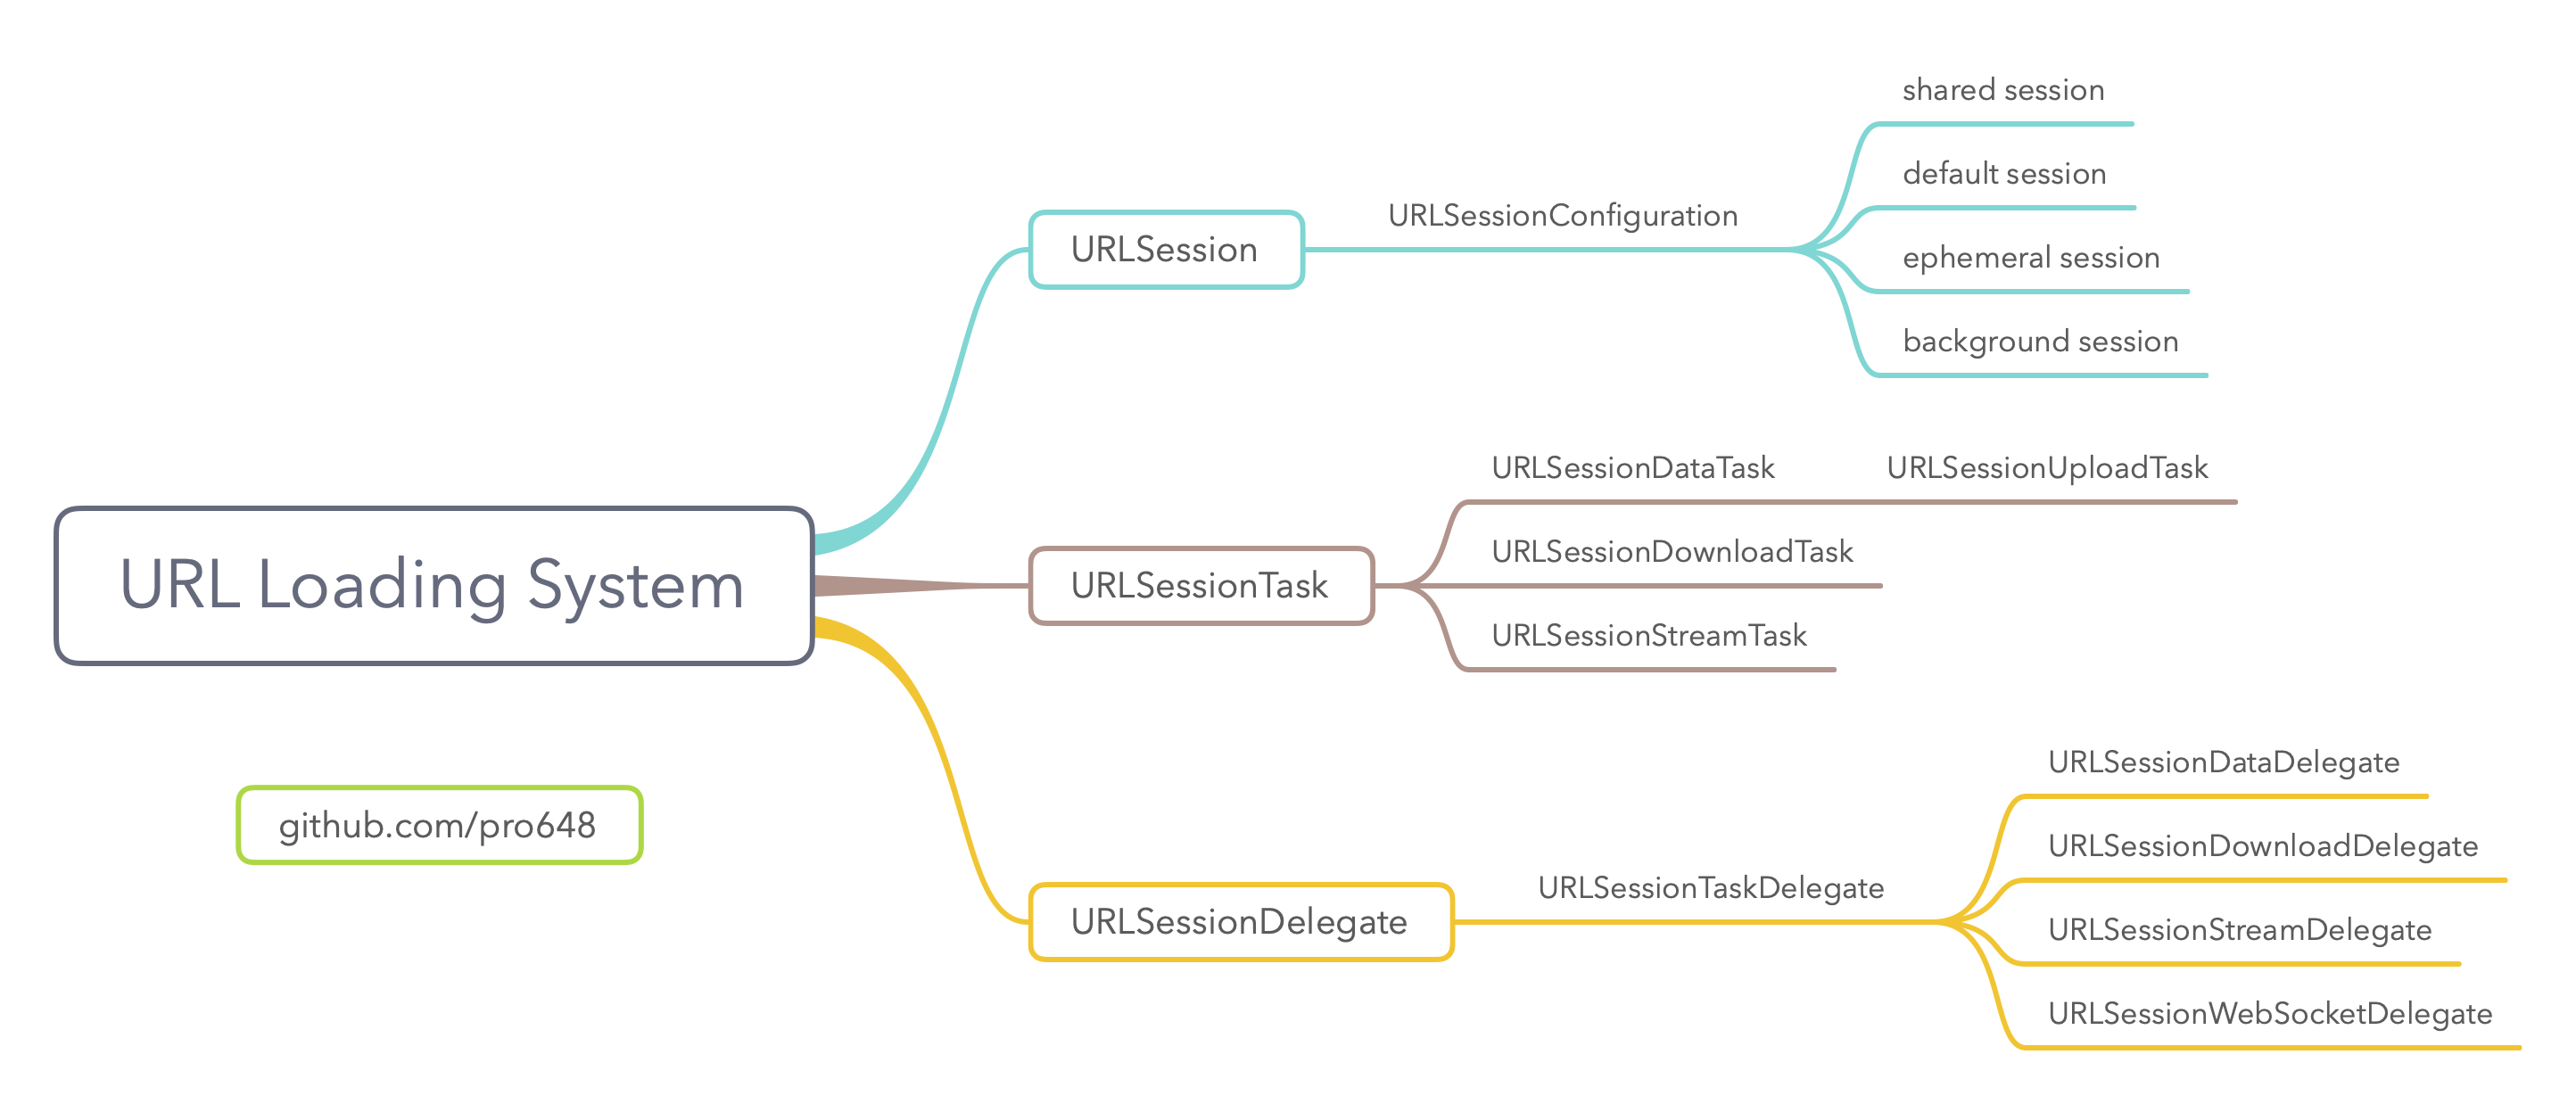 URL Loading System
github.com/pro648
URLSession
URLSessionConfiguration
shared session
default session
ephemeral session
background session
URLSessionTask
URLSessionDataTask
URLSessionUploadTask
URLSessionDownloadTask
URLSessionStreamTask
URLSessionDelegate
URLSessionTaskDelegate
URLSessionDataDelegate
URLSessionDownloadDelegate
URLSessionStreamDelegate
URLSessionWebSocketDelegate